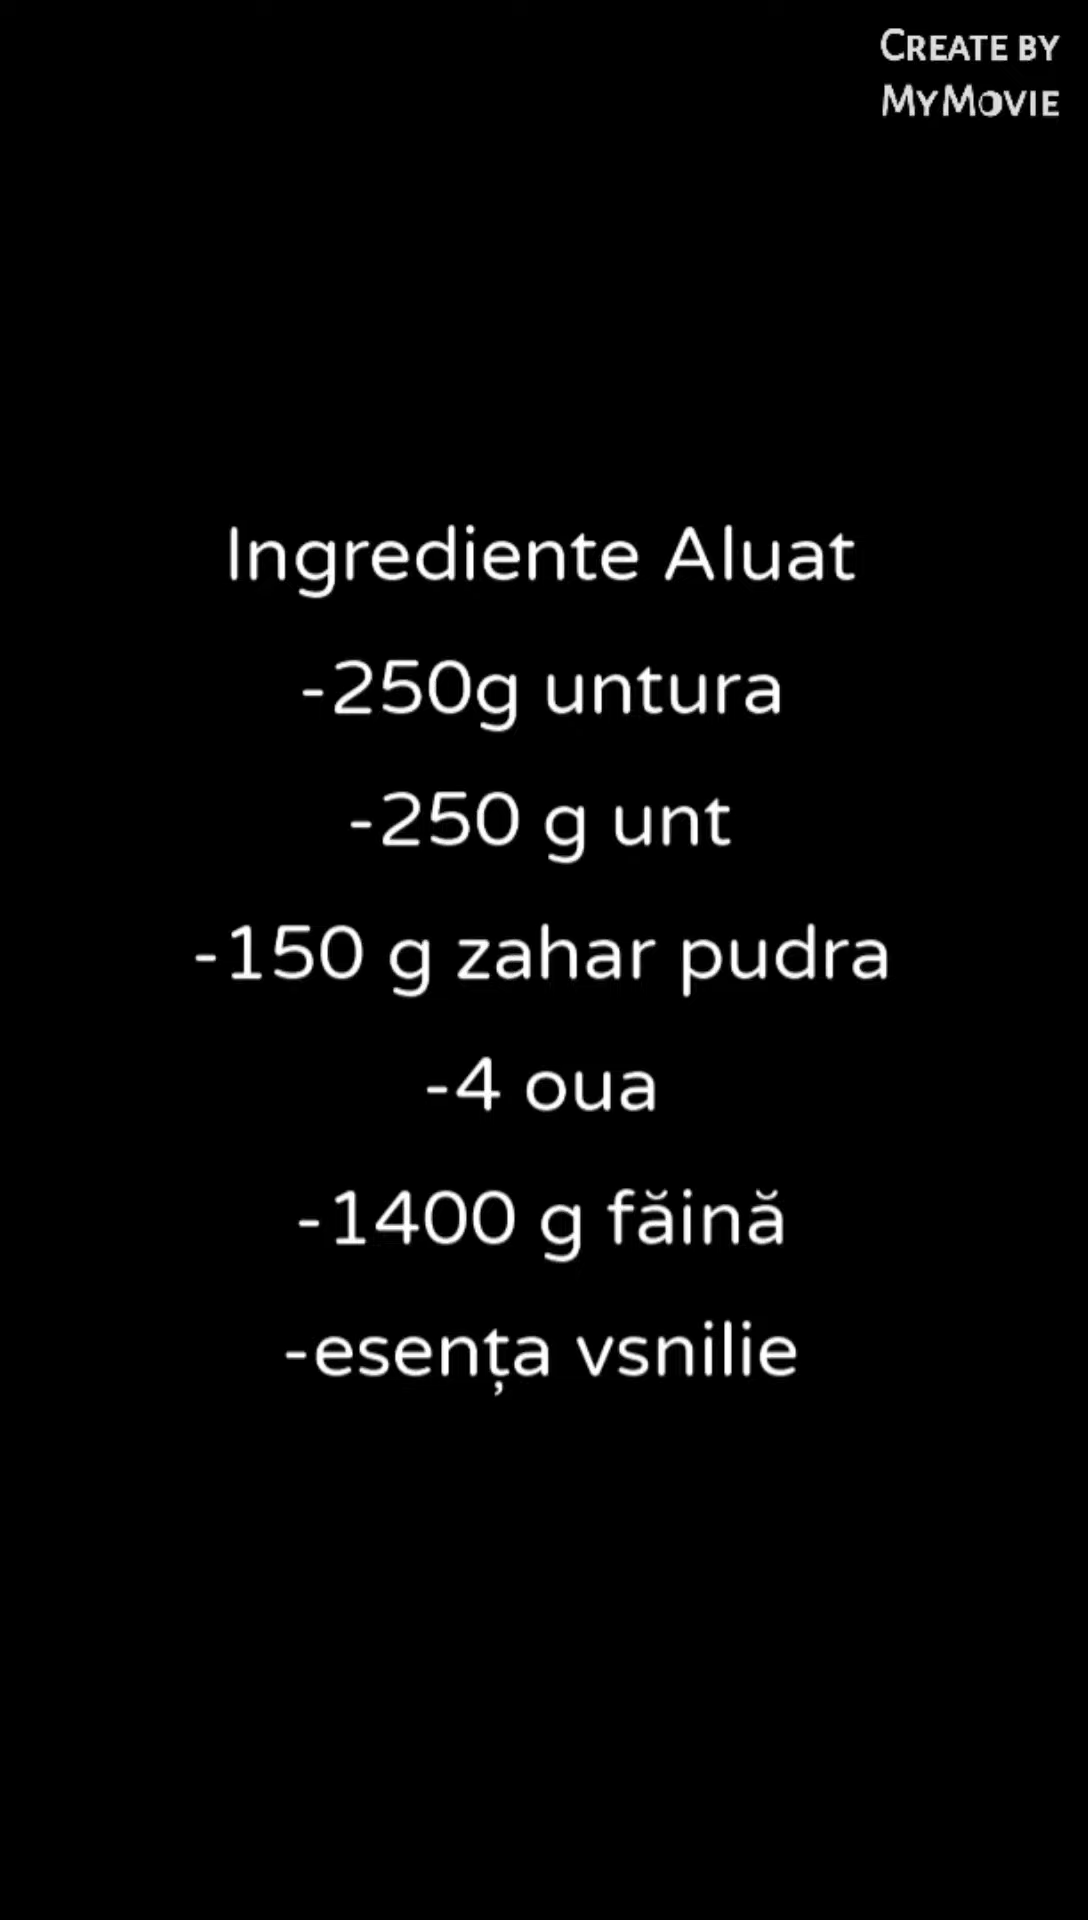 CREATE BY
MYMOVIE
Ingrediente Aluat
-250g untura
-250 g unt
-150 g zahar pudra
-4 oua
-1400 g făină
-esența vsnilie